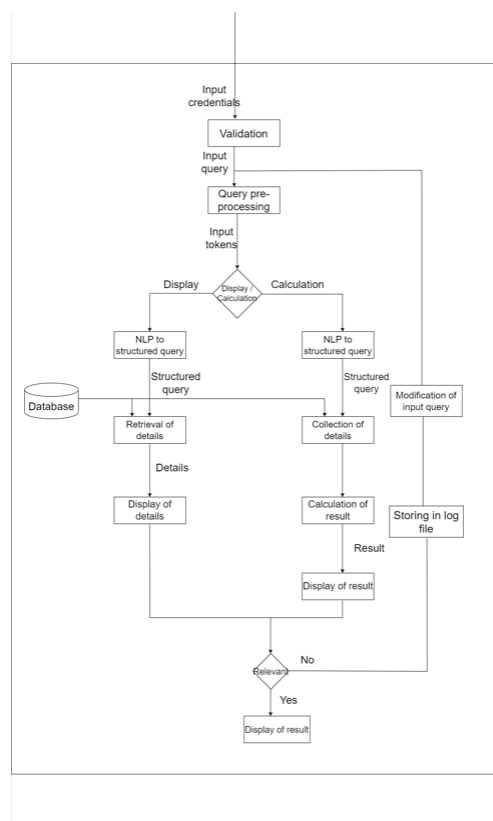 Input
credentials
Validation
Input
query
Query pre-
processing
Input
tokens
Display /
Calculation
Display
Calculation
NLP to
structured query
NLP to
structured query
Structured
query
Structured
query
Database
Modification of
input query
Retrieval of
details
Collection of
details
Details
Display of
details
Calculation of
result
Storing in log
file
Result
Display of result
Relevant
No
Yes
Display of result